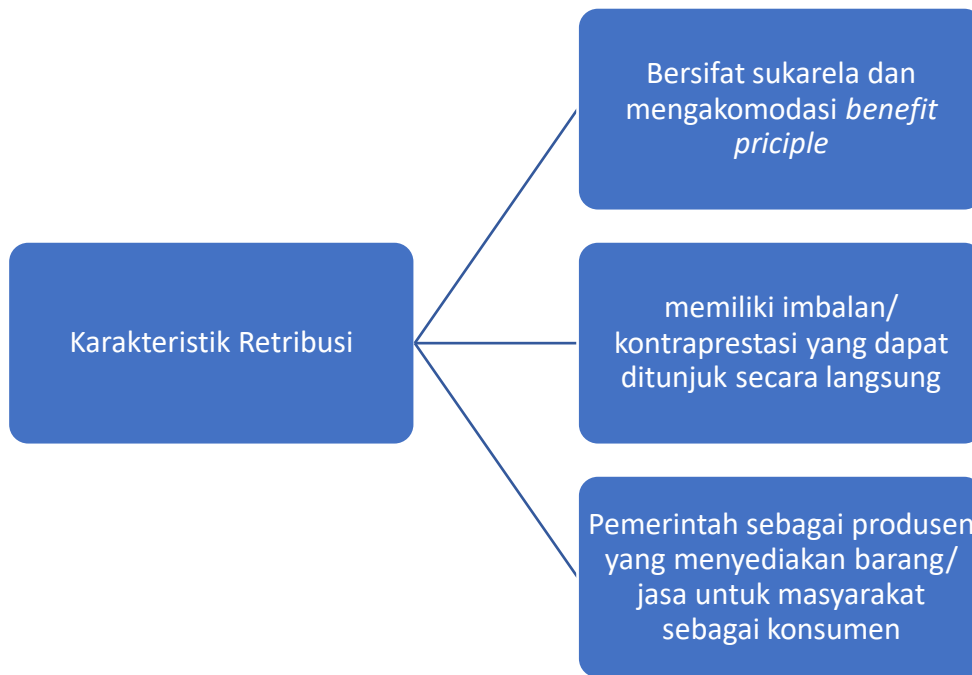 Karakteristik Retribusi
Bersifat sukarela dan
mengakomodasi benefit
priciple
memiliki imbalan/
kontraprestasi yang dapat
ditunjuk secara langsung
Pemerintah sebagai produsen
yang menyediakan barang/
jasa untuk masyarakat
sebagai konsumen